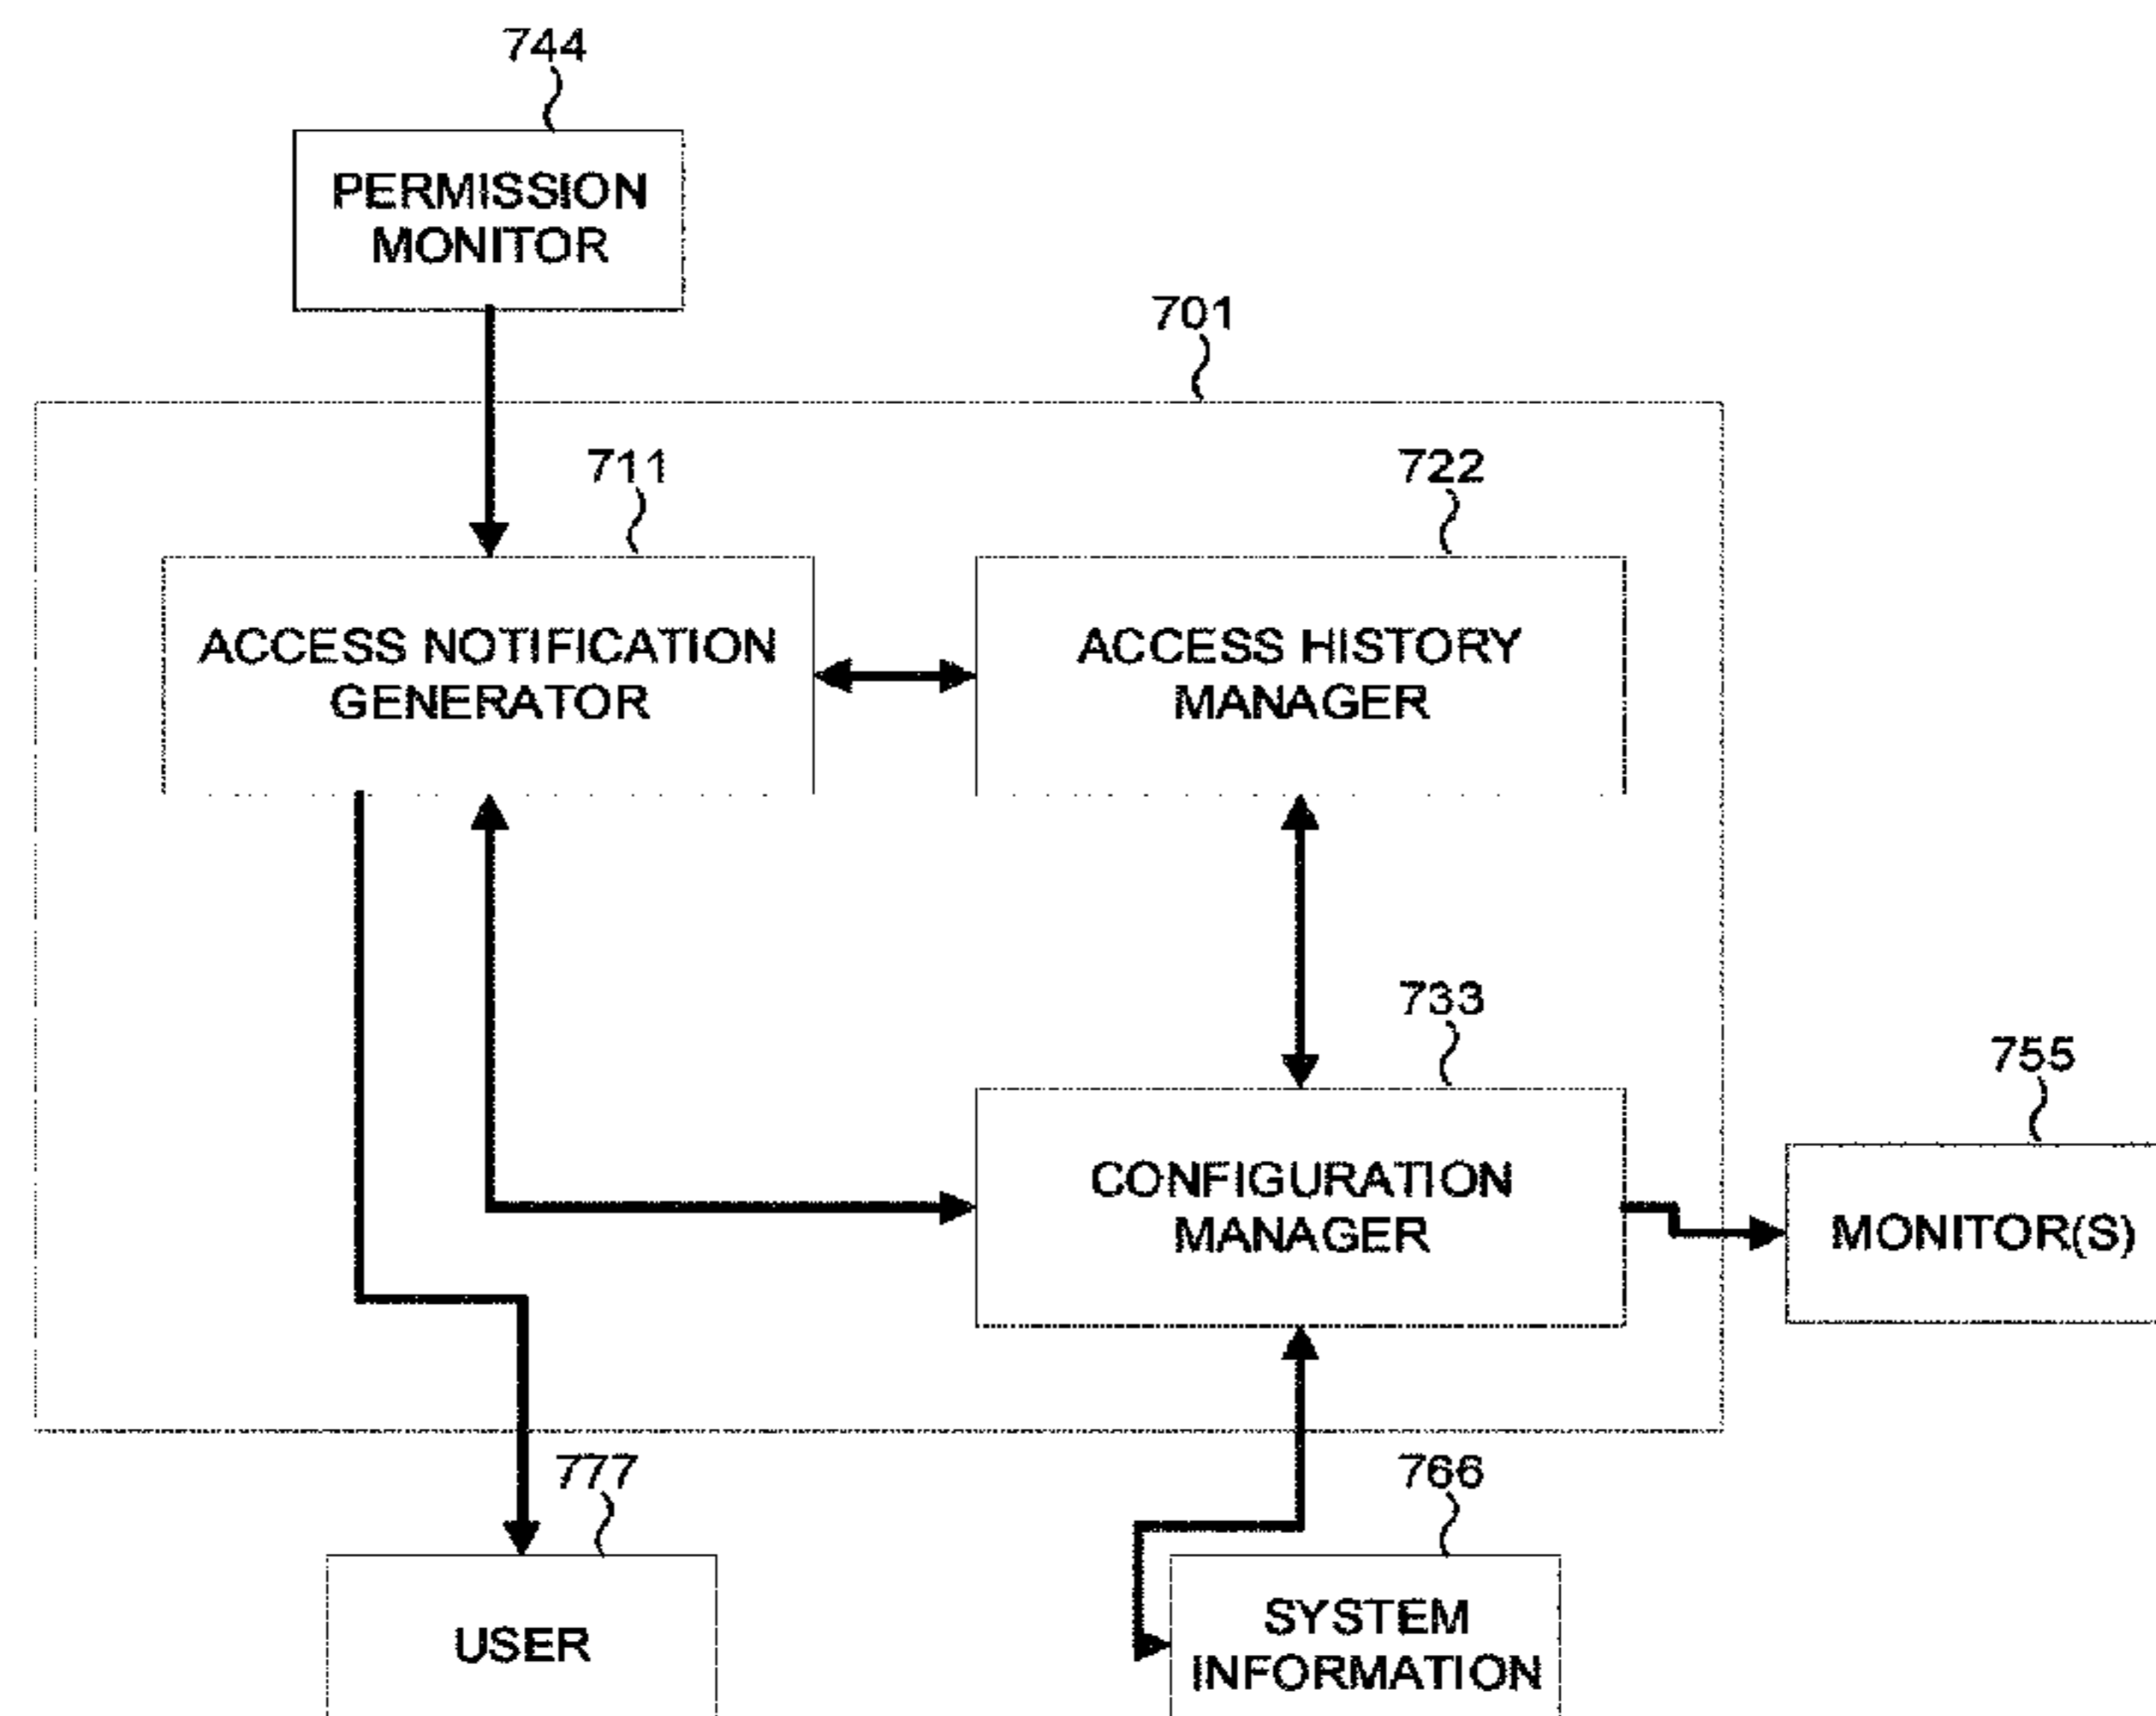 744
PERMISSION
MONITOR
701
711
722
ACCESS NOTIFICATION
GENERATOR
ACCESS HISTORY
MANAGER
733
755
CONFIGURATION
MANAGER
MONITOR(S)
777
766
USER
SYSTEM
INFORMATION